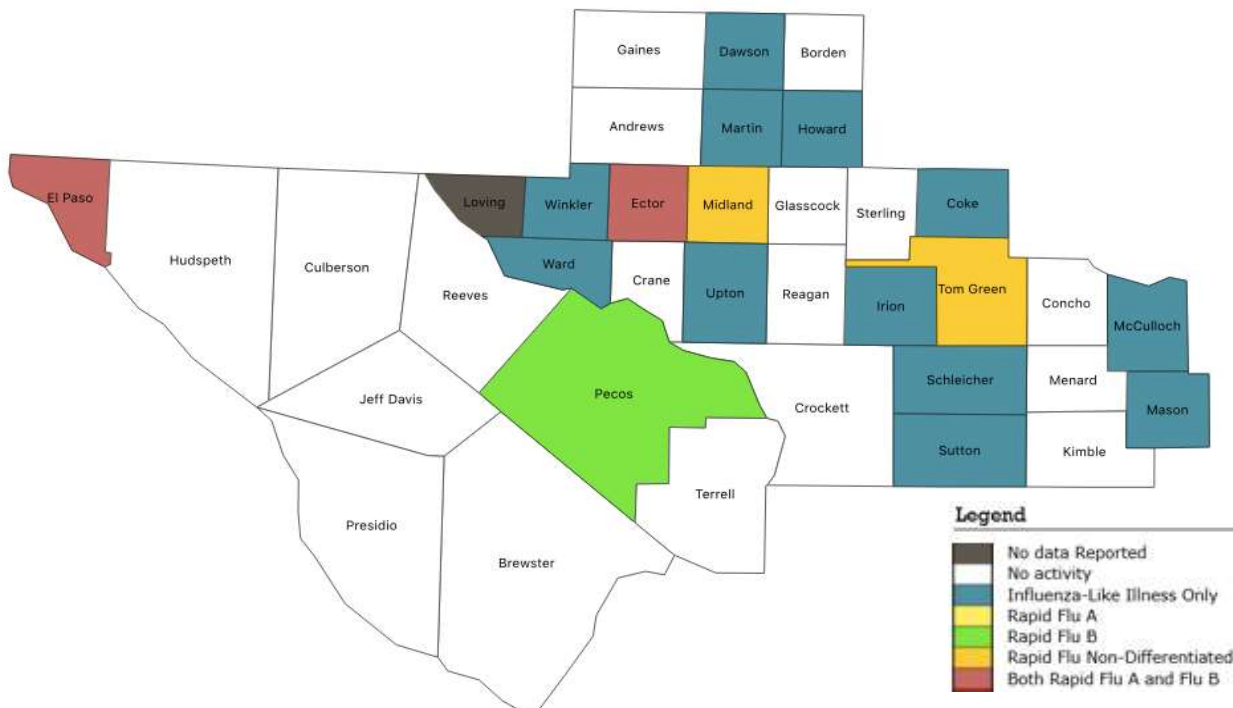 Gaines
Dawson
Borden
Andrews
Martin
Howard
El Paso
Loving
Winkler
Ector
Midland
Glasscock
Sterling
Coke
Hudspeth
Culberson
Reeves
Ward
Crane
Upton
Reagan
Irion
Tom Green
Concho
McCulloch
Jeff Davis
Pecos
Crockett
Schleicher
Menard
Mason
Sutton
Kimble
Terrell
Presidio
Brewster
Legend
No data Reported
No activity
Influenza-Like Illness Only
Rapid Flu A
Rapid Flu B
Rapid Flu Non-Differentiated
Both Rapid Flu A and Flu B